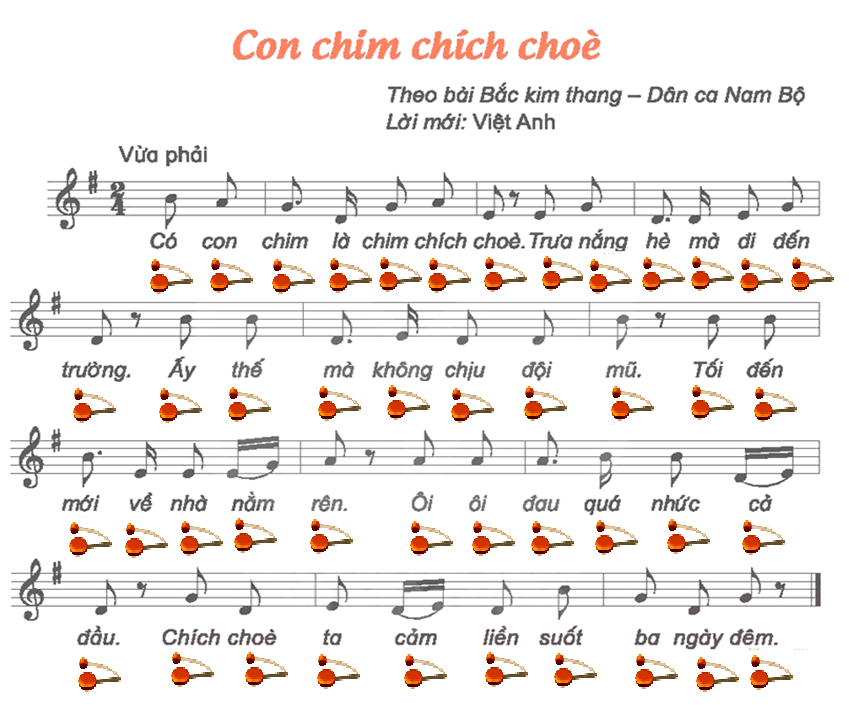 Con chim chích choè
Theo bài Bắc kim thang – Dân ca Nam Bộ
Lời mới: Việt Anh
Vừa phải
2
4
Có con chim là chim chích choè. Trưa nắng hè mà đi đến
trường. Ấy thế mà không chịu đội mũ. Tối đến
mới về nhà nằm rên. Ôi ôi đau quá nhức cả
đầu. Chích choè ta cảm liền suốt ba ngày đêm.